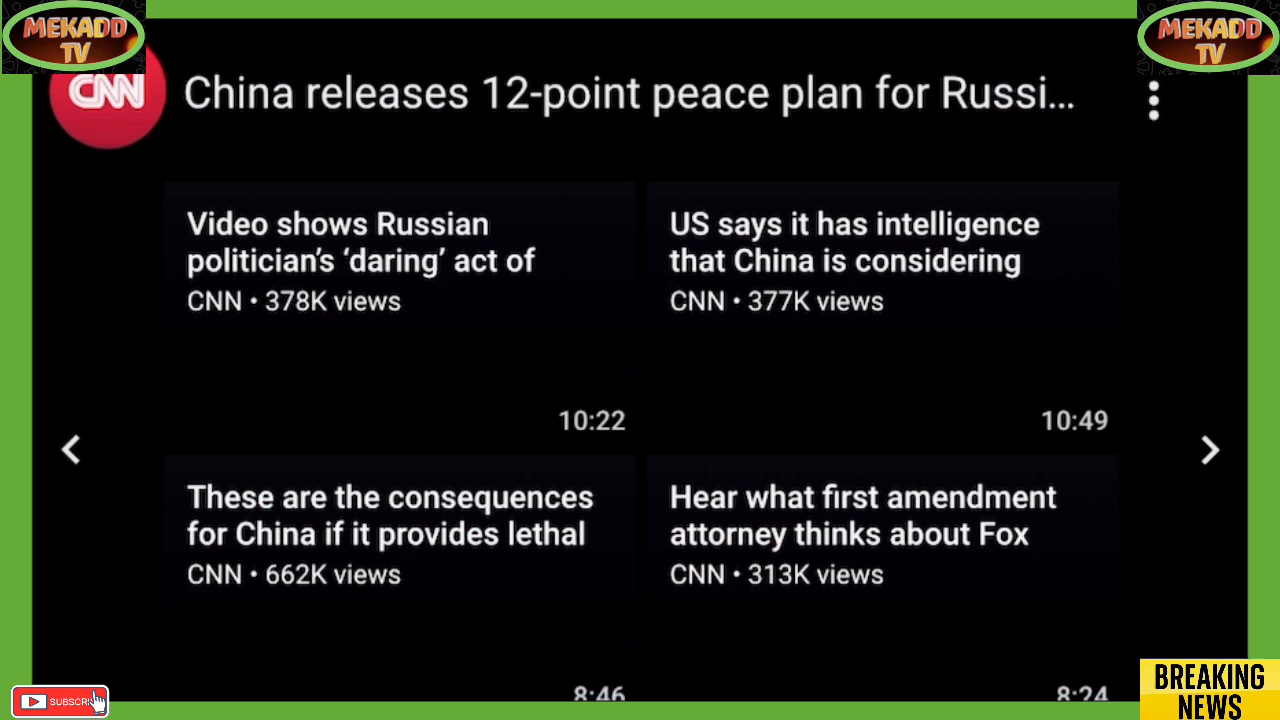 MEKADD
TV
MEKADD
TV
CNN
China releases 12-point peace plan for Russi...
Video shows Russian
politician's ‘daring’ act of
CNN • 378K views
US says it has intelligence
that China is considering
CNN • 377K views
10:22
10:49
These are the consequences
for China if it provides lethal
CNN • 662K views
Hear what first amendment
attorney thinks about Fox
CNN • 313K views
8:46
8:24
BREAKING
NEWS